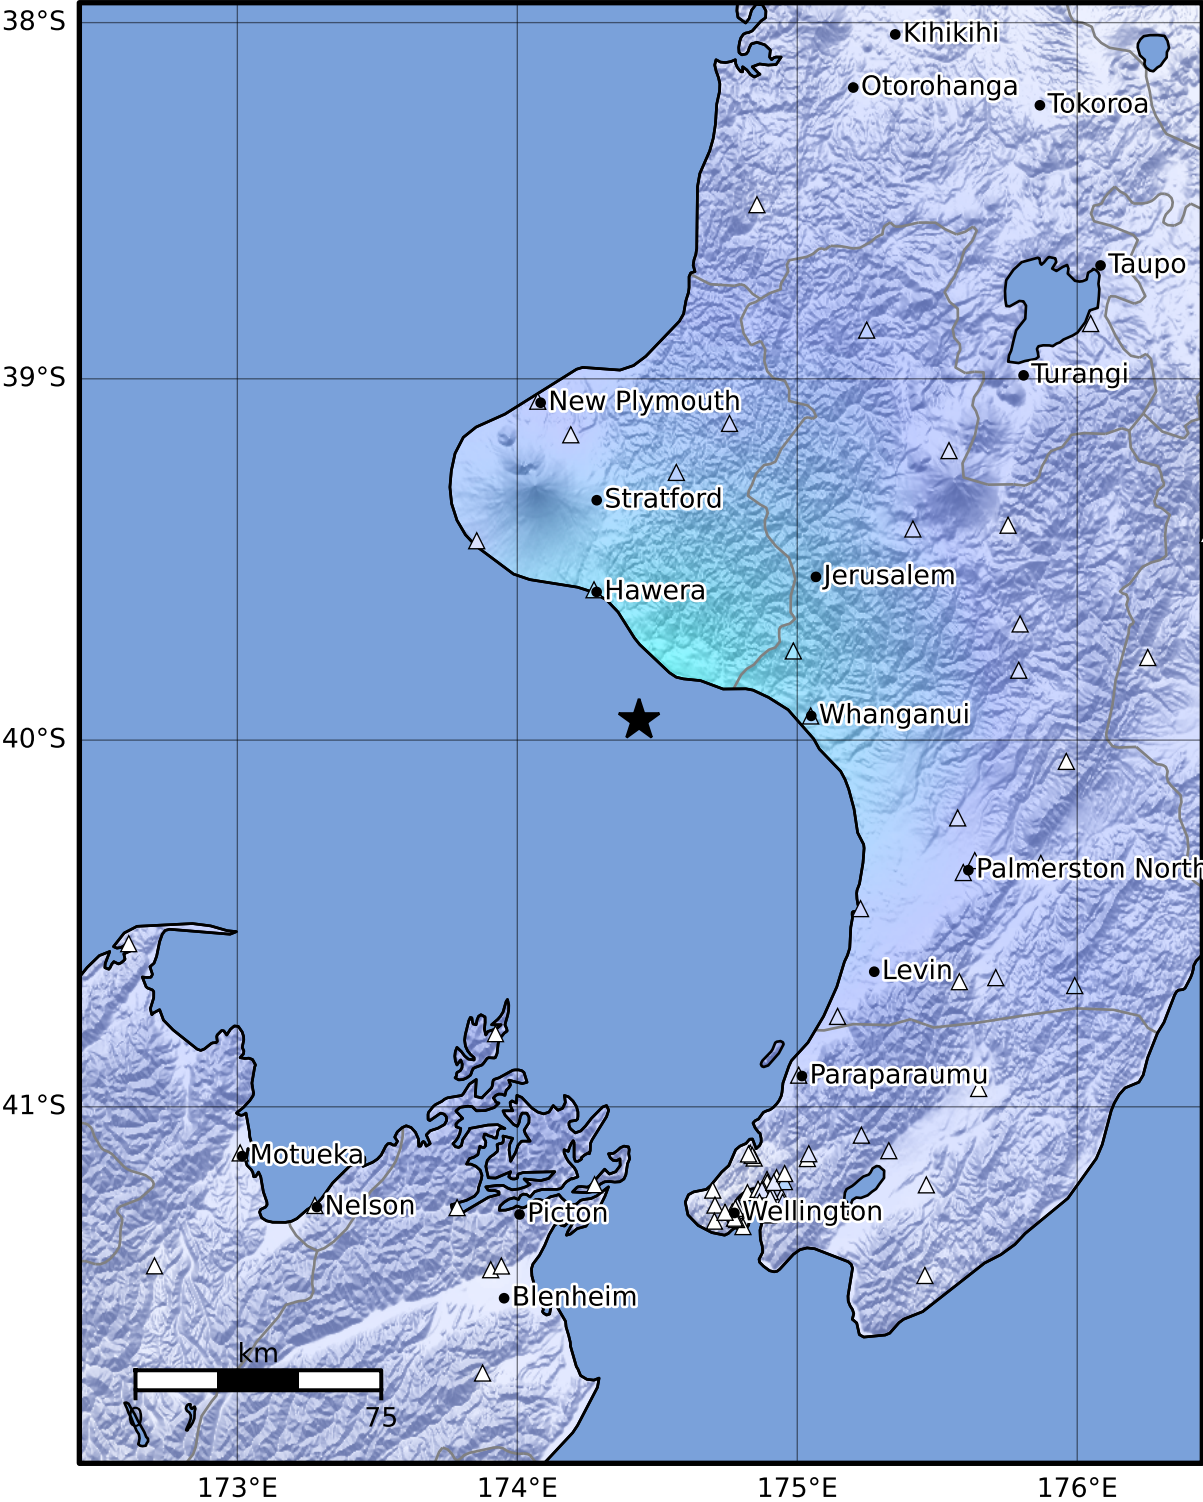 38°S
Kihikihi
Otorohanga
Tokoroa
Taupo
39°S
Turangi
New Plymouth
Stratford
Jerusalem
Hawera
Whanganui
40°S
Palmerston North
Levin
Paraparaumu
41°S
Motueka
Nelson
Picton
Wellington
Blenheim
km
0
75
173°E
174°E
175°E
176°E